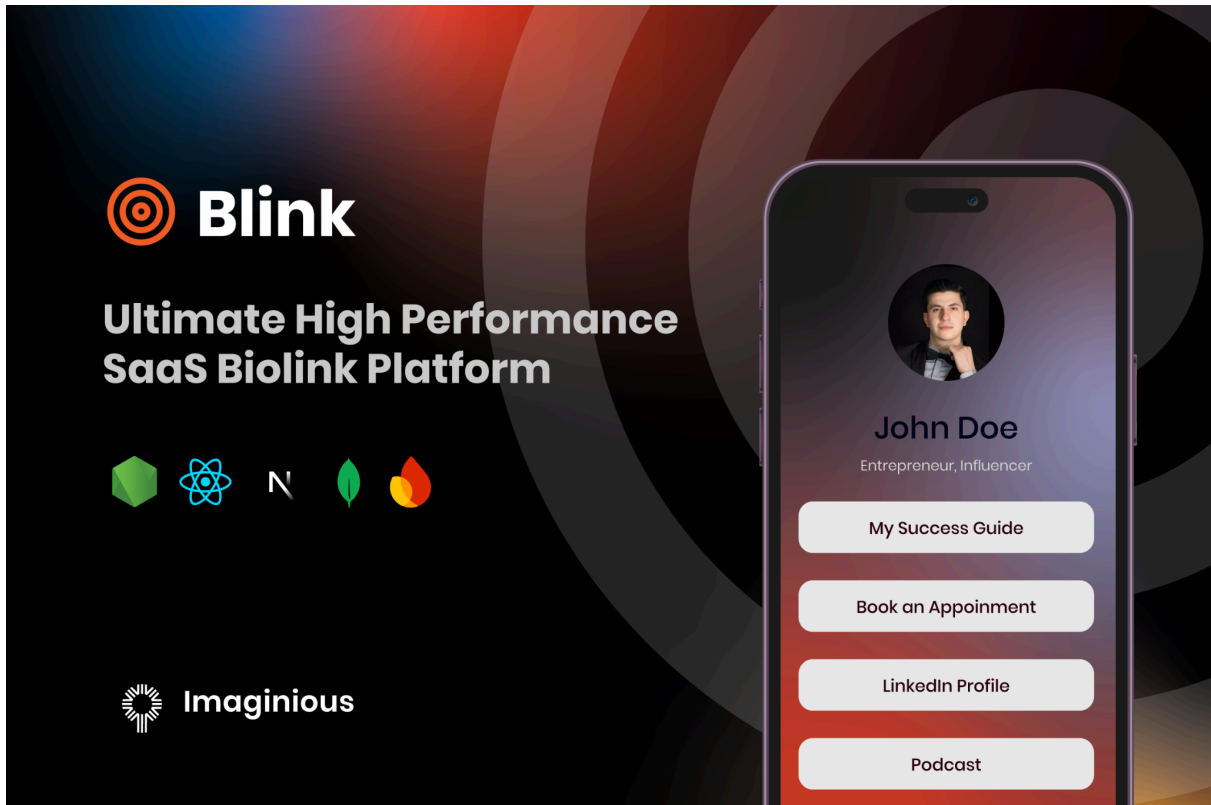 Blink
Ultimate High Performance
SaaS Biolink Platform
Imaginious
John Doe
Entrepreneur, Influencer
My Success Guide
Book an Appoinment
LinkedIn Profile
Podcast